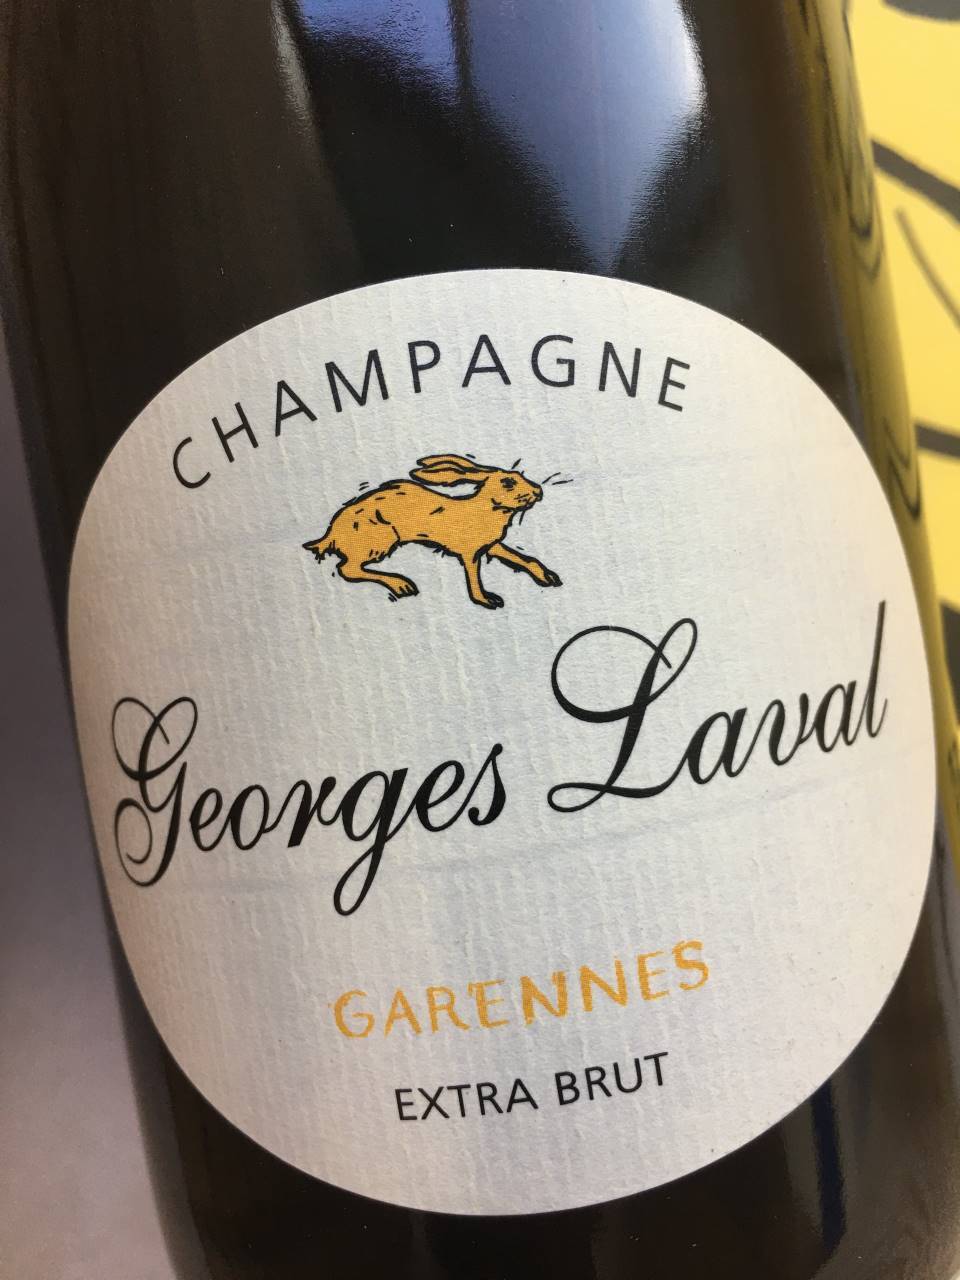 CHAMPAGNE
Georges Laval
GARENNES
EXTRA BRUT